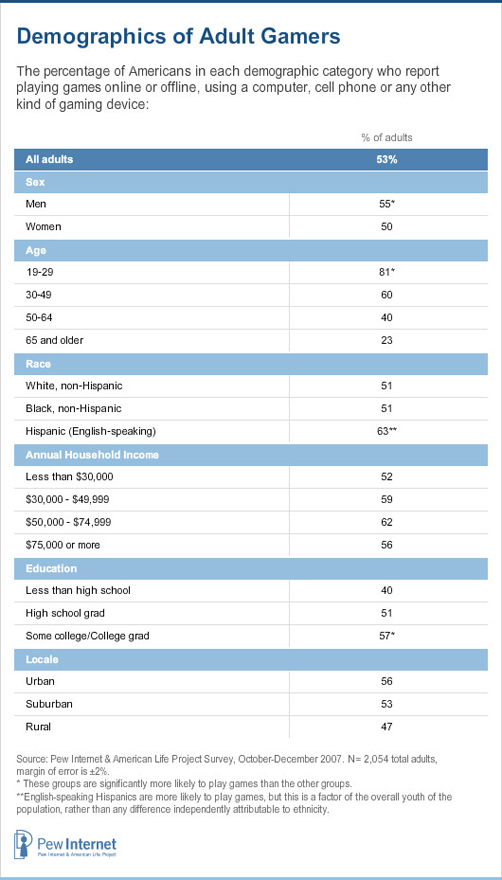 Demographics of Adult Gamers
The percentage of Americans in each demographic category who report
playing games online or offline, using a computer, cell phone or any other
kind of gaming device:
% of adults
All adults 53%
Sex
Men 55*
Women 50
Age
19-29 81*
30-49 60
50-64 40
65 and older 23
Race
White, non-Hispanic 51
Black, non-Hispanic 51
Hispanic (English-speaking) 63**
Annual Household Income
Less than $30,000 52
$30,000 - $49,999 59
$50,000 - $74,999 62
$75,000 or more 56
Education
Less than high school 40
High school grad 51
Some college/College grad 57*
Locale
Urban 56
Suburban 53
Rural 47
Source: Pew Internet & American Life Project Survey, October-December 2007. N= 2,054 total adults,
margin of error is ±2%.
* These groups are significantly more likely to play games than the other groups.
**English-speaking Hispanics are more likely to play games, but this is a factor of the overall youth of the
population, rather than any difference independently attributable to ethnicity.
Pew Internet
Pew Internet & American Life Project